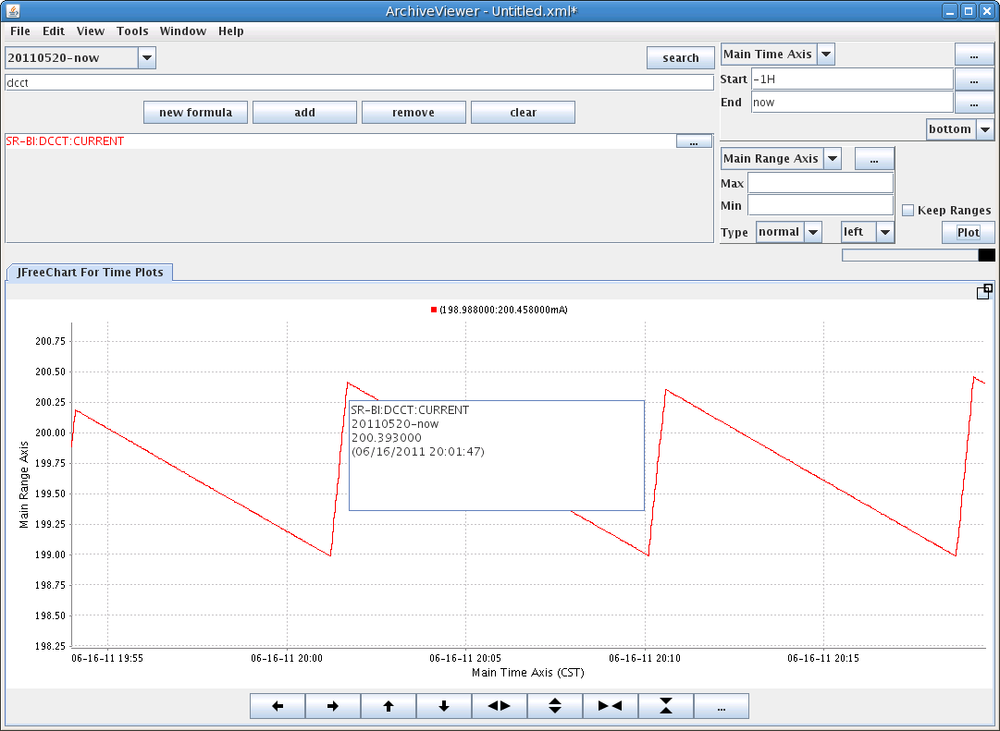 ArchiveViewer - Untitled.xml*
File Edit View Tools Window Help
20110520-now
search
dcct
new formula add remove clear
SR-BI:DCCT:CURRENT
...
Main Time Axis
...
Start -1H
...
End now
...
bottom
Main Range Axis
...
Max
Min
Keep Ranges
Type normal left Plot
JFreeChart For Time Plots
(198.988000:200.458000mA)
Main Range Axis
200.75
200.50
200.25
200.00
199.75
199.50
199.25
199.00
198.75
198.50
198.25
SR-BI:DCCT:CURRENT
20110520-now
200.393000
(06/16/2011 20:01:47)
06-16-11 19:55 06-16-11 20:00 06-16-11 20:05 06-16-11 20:10 06-16-11 20:15
Main Time Axis (CST)
...